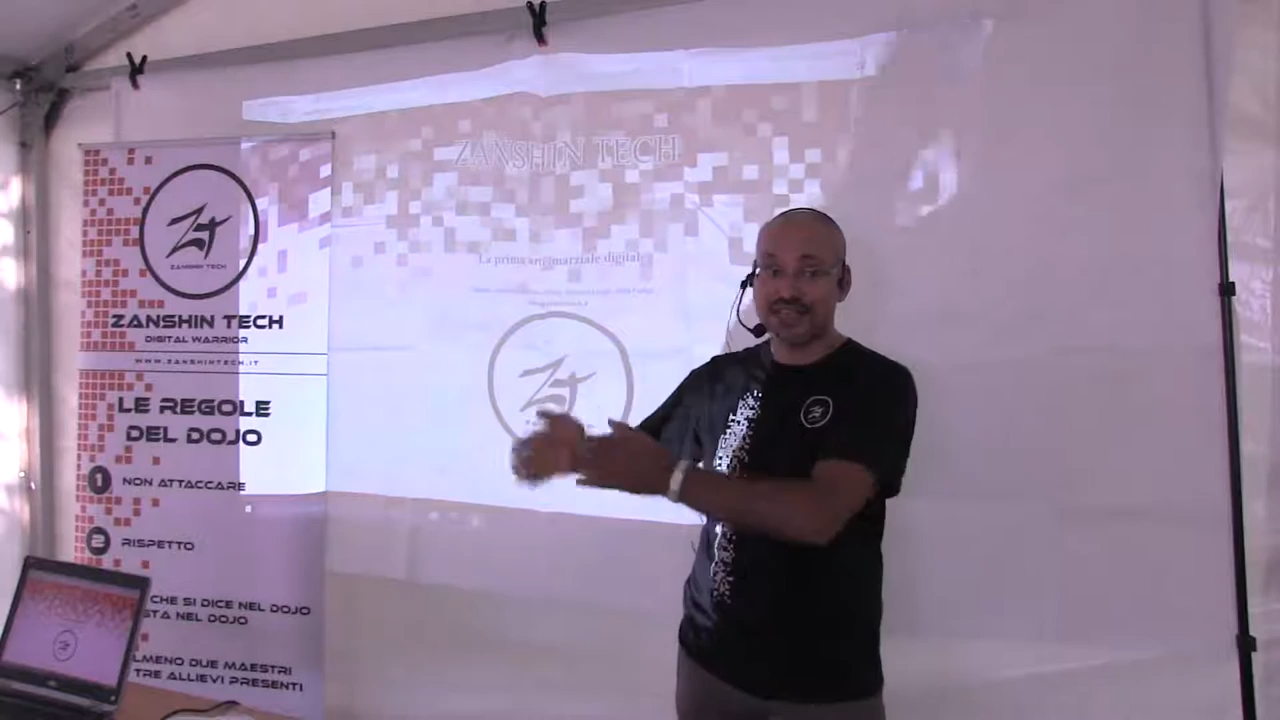 ZANSHIN TECH
La prima arte marziale digitale
ZT
ZANSHIN TECH
ZANSHIN TECH
DIGITAL WARRIOR
WWW.ZANSHINTECH.IT
LE REGOLE
DEL DOJO
1 NON ATTACCARE
2 RISPETTO
CHE SI DICE NEL DOJO
STA NEL DOJO
LMENO DUE MAESTRI
TRE ALLIEVI PRESENTI